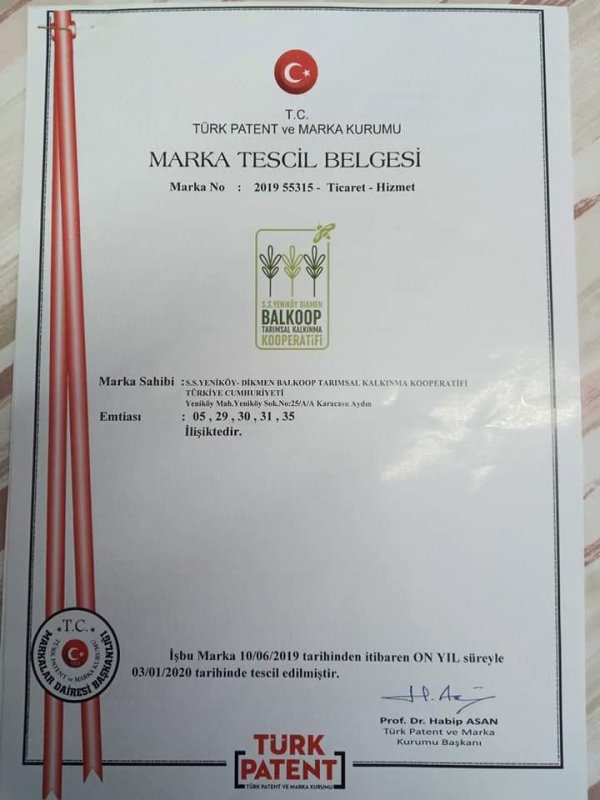 T.C.
TÜRK PATENT ve MARKA KURUMU
MARKA TESCİL BELGESİ
Marka No : 2019 55315 - Ticaret - Hizmet
S.S.YENİKÖY DİKMEN
BALKOOP
TARIMSAL KALKINMA
KOOPERATİFİ
Marka Sahibi : S.S.YENİKÖY- DİKMEN BALKOOP TARIMSAL KALKINMA KOOPERATİFİ
TÜRKİYE CUMHURİYETİ
Yeniköy Mah.Yeniköy Sok.No:25/A/A Karacasu Aydın
Emtiası : 05 , 29 , 30 , 31 , 35
İlişiktedir.
T.C.
TÜRK PATENT ve MARKA KURUMU
MARKALAR DAİRESİ BAŞKANLIĞI
İşbu Marka 10/06/2019 tarihinden itibaren ON YIL süreyle
03/01/2020 tarihinde tescil edilmiştir.
Prof. Dr. Habip ASAN
Türk Patent ve Marka
Kurumu Başkanı
TÜRK
PATENT
TÜRK PATENT VE MARKA KURUMU